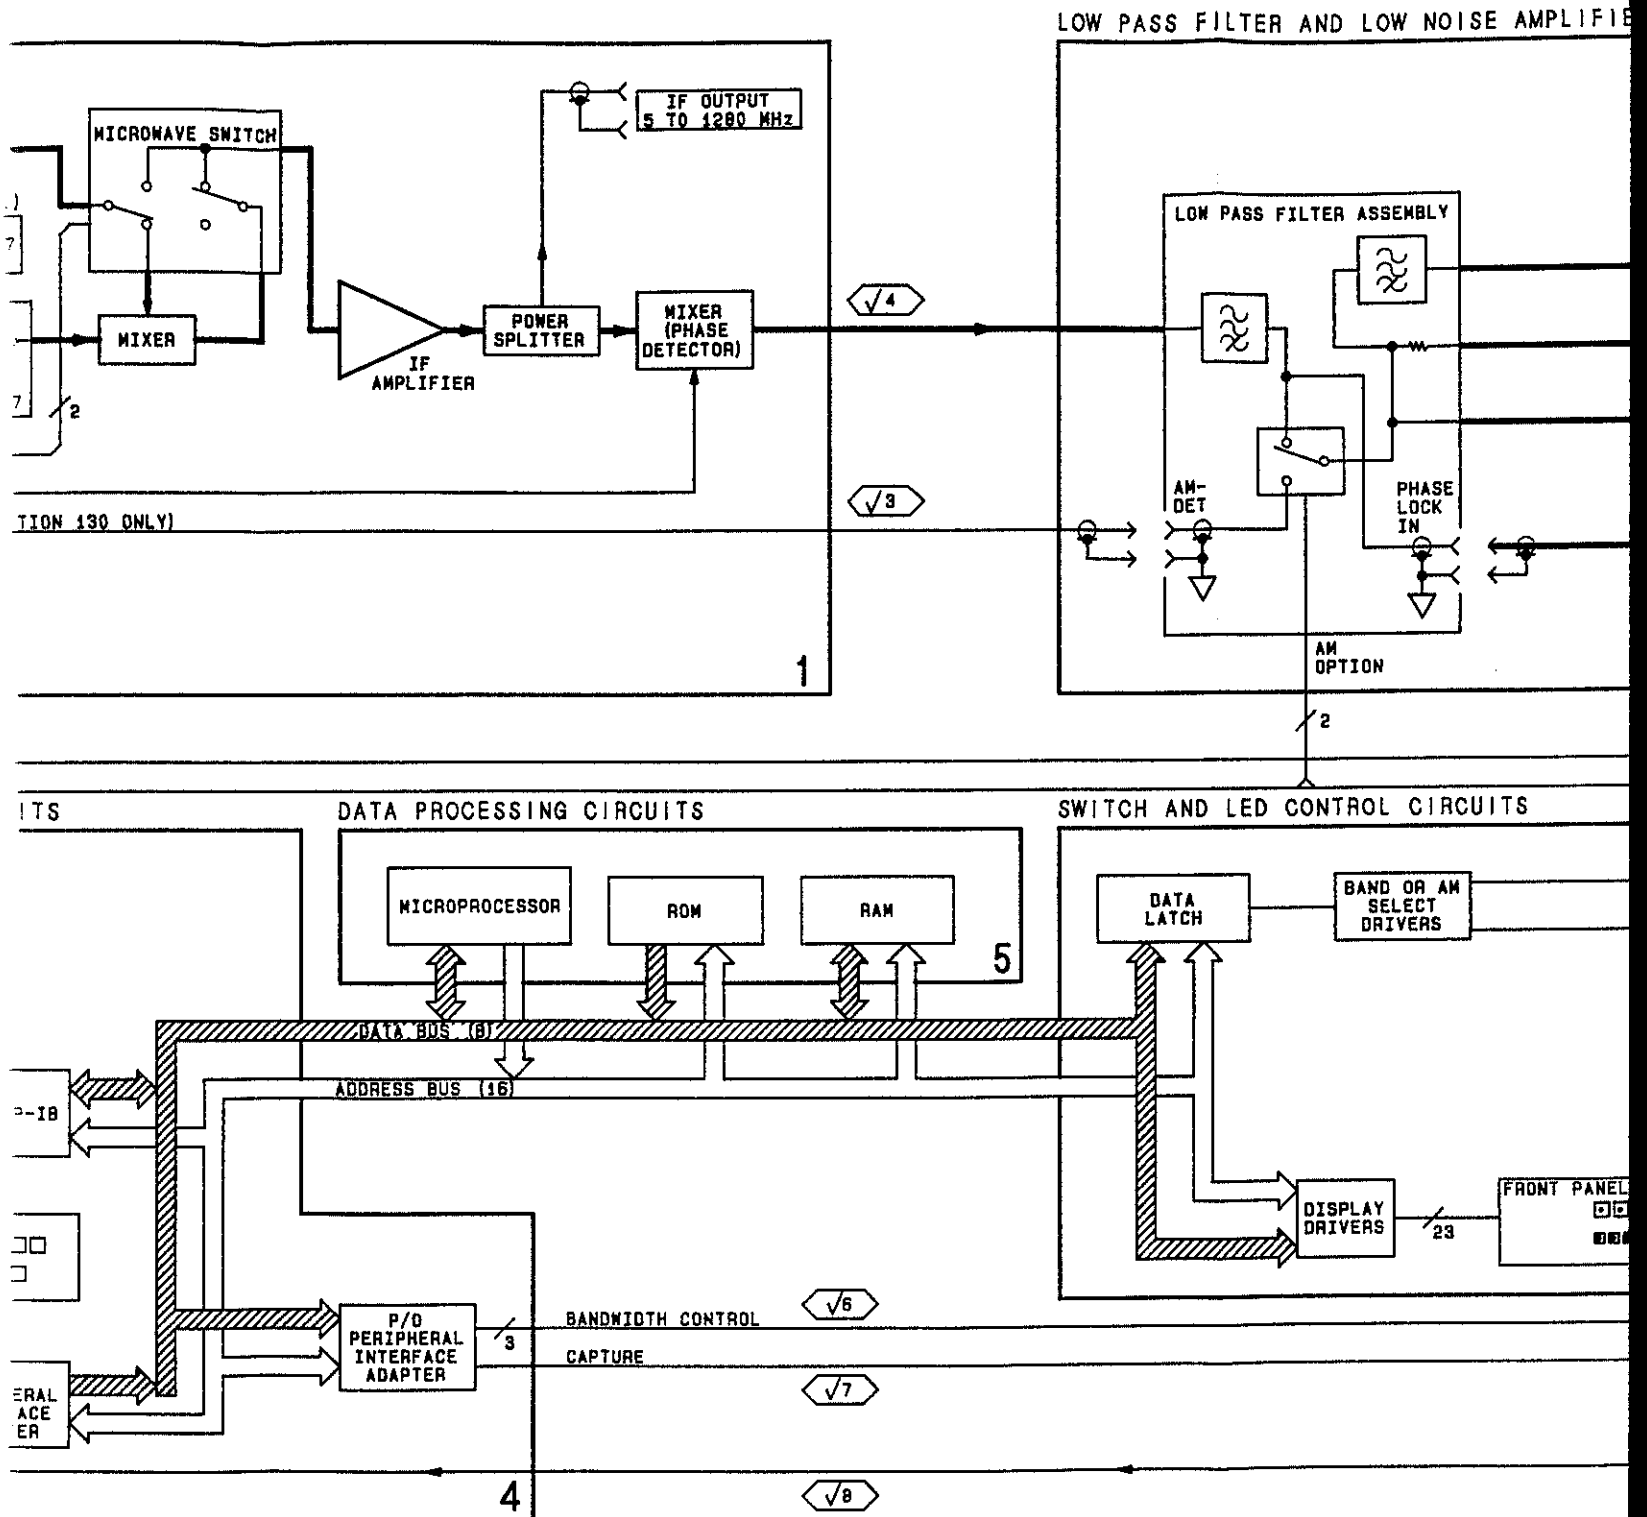 LOW PASS FILTER AND LOW NOISE AMPLIFIE
MICROWAVE SWITCH
IF OUTPUT
5 TO 1280 MHz
LOW PASS FILTER ASSEMBLY
.)
7
√4
MIXER
IF
AMPLIFIER
POWER
SPLITTER
MIXER
(PHASE
DETECTOR)
7
2
√3
AM-
DET
PHASE
LOCK
IN
TION 130 ONLY)
1
AM
OPTION
2
ITS
DATA PROCESSING CIRCUITS
SWITCH AND LED CONTROL CIRCUITS
MICROPROCESSOR
ROM
RAM
5
DATA
LATCH
BAND OR AM
SELECT
DRIVERS
DATA BUS (8)
ADDRESS BUS (16)
P-IB
DISPLAY
DRIVERS
23
FRONT PANEL
P/O
PERIPHERAL
INTERFACE
ADAPTER
3
BANDWIDTH CONTROL
√6
CAPTURE
√7
ERAL
ACE
ER
4
√8